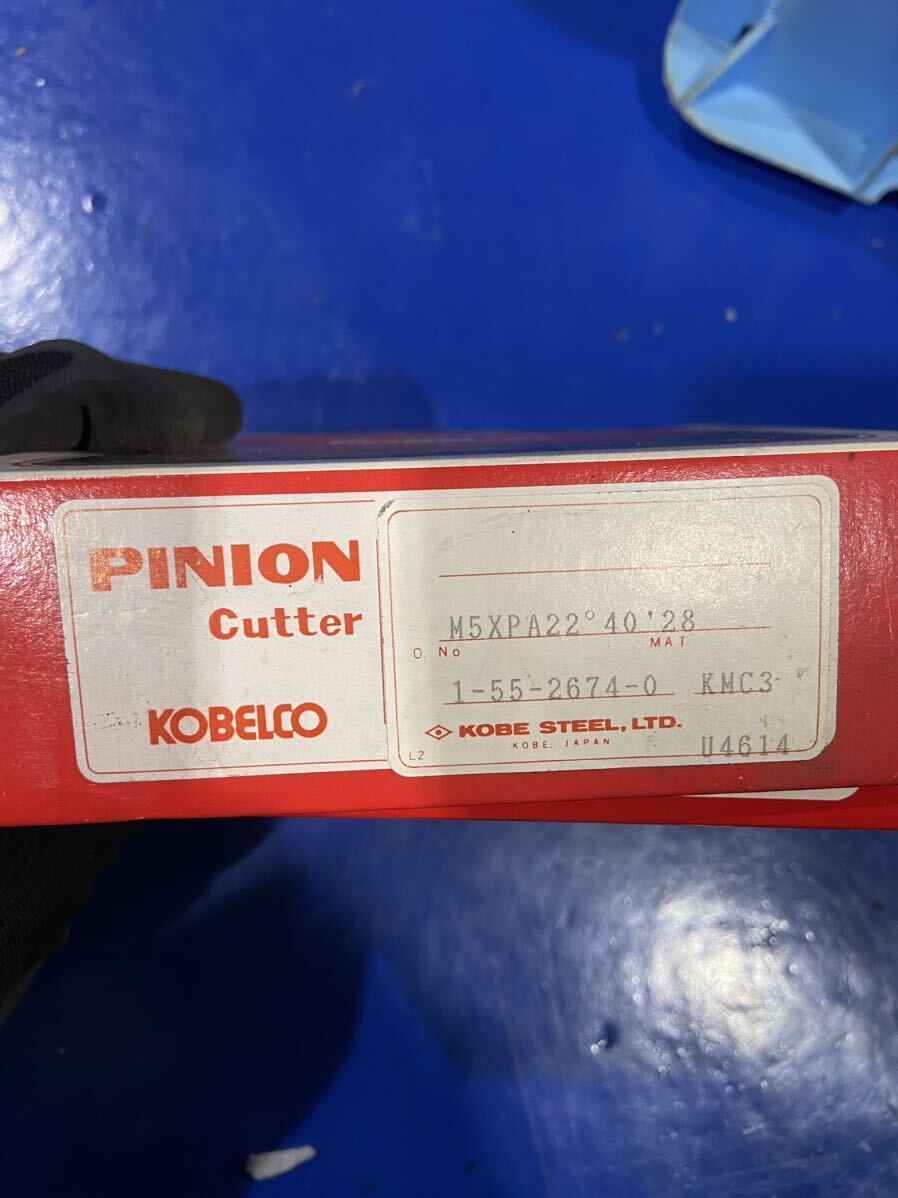 PINION
Cutter
KOBELCO
M5XPA22°40'28
O. No MAT
1-55-2674-0 KMC3
KOBE STEEL, LTD.
KOBE, JAPAN
L2
U4614